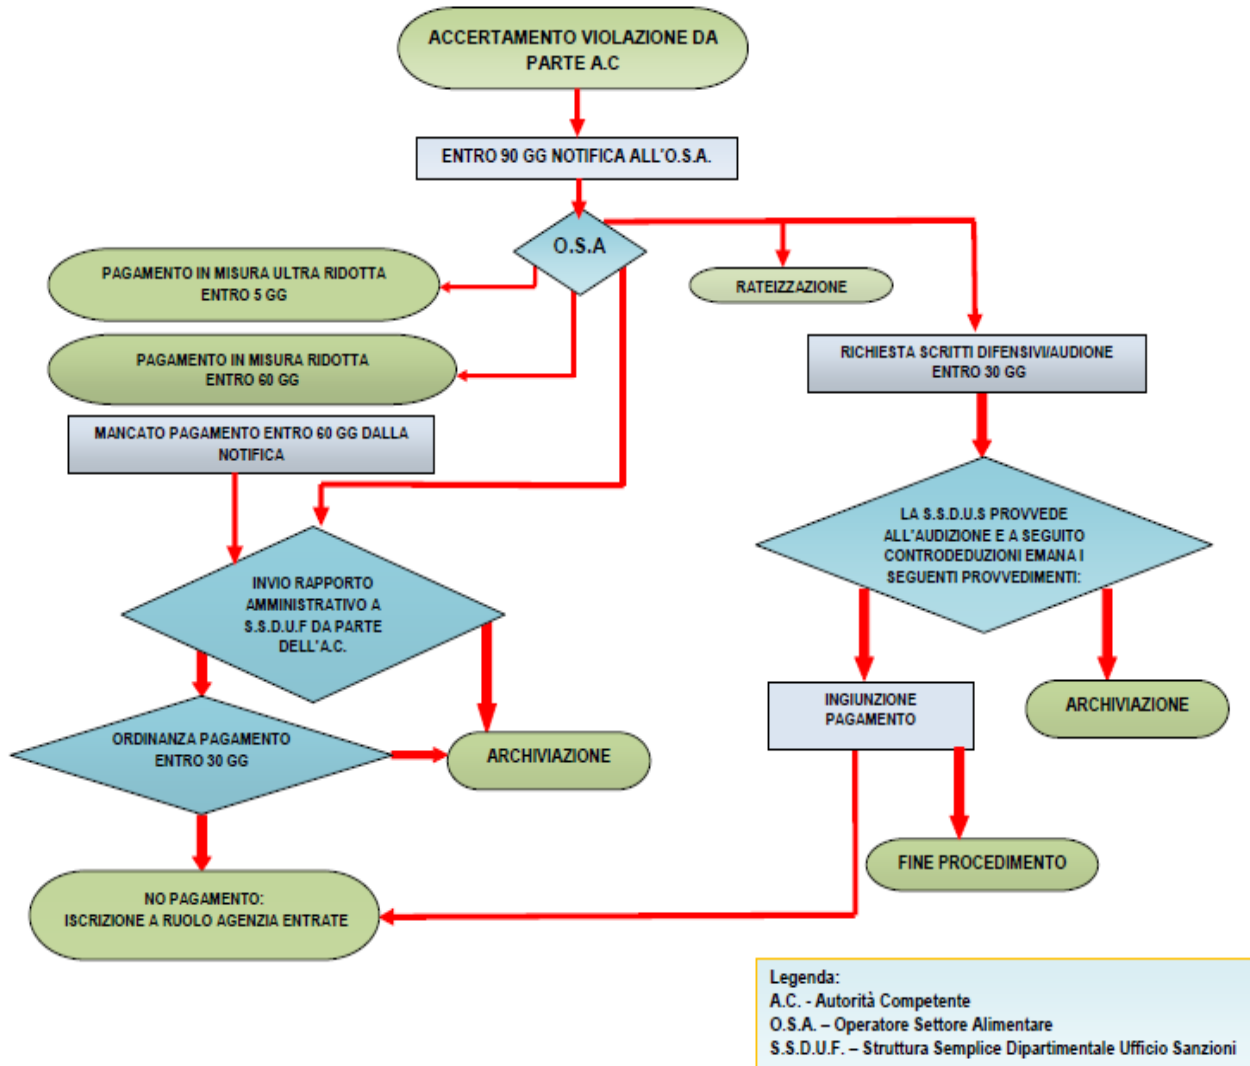 ACCERTAMENTO VIOLAZIONE DA
PARTE A.C
ENTRO 90 GG NOTIFICA ALL'O.S.A.
O.S.A
PAGAMENTO IN MISURA ULTRA RIDOTTA
ENTRO 5 GG
RATEIZZAZIONE
PAGAMENTO IN MISURA RIDOTTA
ENTRO 60 GG
RICHIESTA SCRITTI DIFENSIVI/AUDIONE
ENTRO 30 GG
MANCATO PAGAMENTO ENTRO 60 GG DALLA
NOTIFICA
LA S.S.D.U.S PROVVEDE
ALL'AUDIZIONE E A SEGUITO
CONTRODEDUZIONI EMANA I
SEGUENTI PROVVEDIMENTI:
INVIO RAPPORTO
AMMINISTRATIVO A
S.S.D.U.F DA PARTE
DELL'A.C.
INGIUNZIONE
PAGAMENTO
ARCHIVIAZIONE
ORDINANZA PAGAMENTO
ENTRO 30 GG
ARCHIVIAZIONE
FINE PROCEDIMENTO
NO PAGAMENTO:
ISCRIZIONE A RUOLO AGENZIA ENTRATE
Legenda:
A.C. - Autorità Competente
O.S.A. – Operatore Settore Alimentare
S.S.D.U.F. – Struttura Semplice Dipartimentale Ufficio Sanzioni